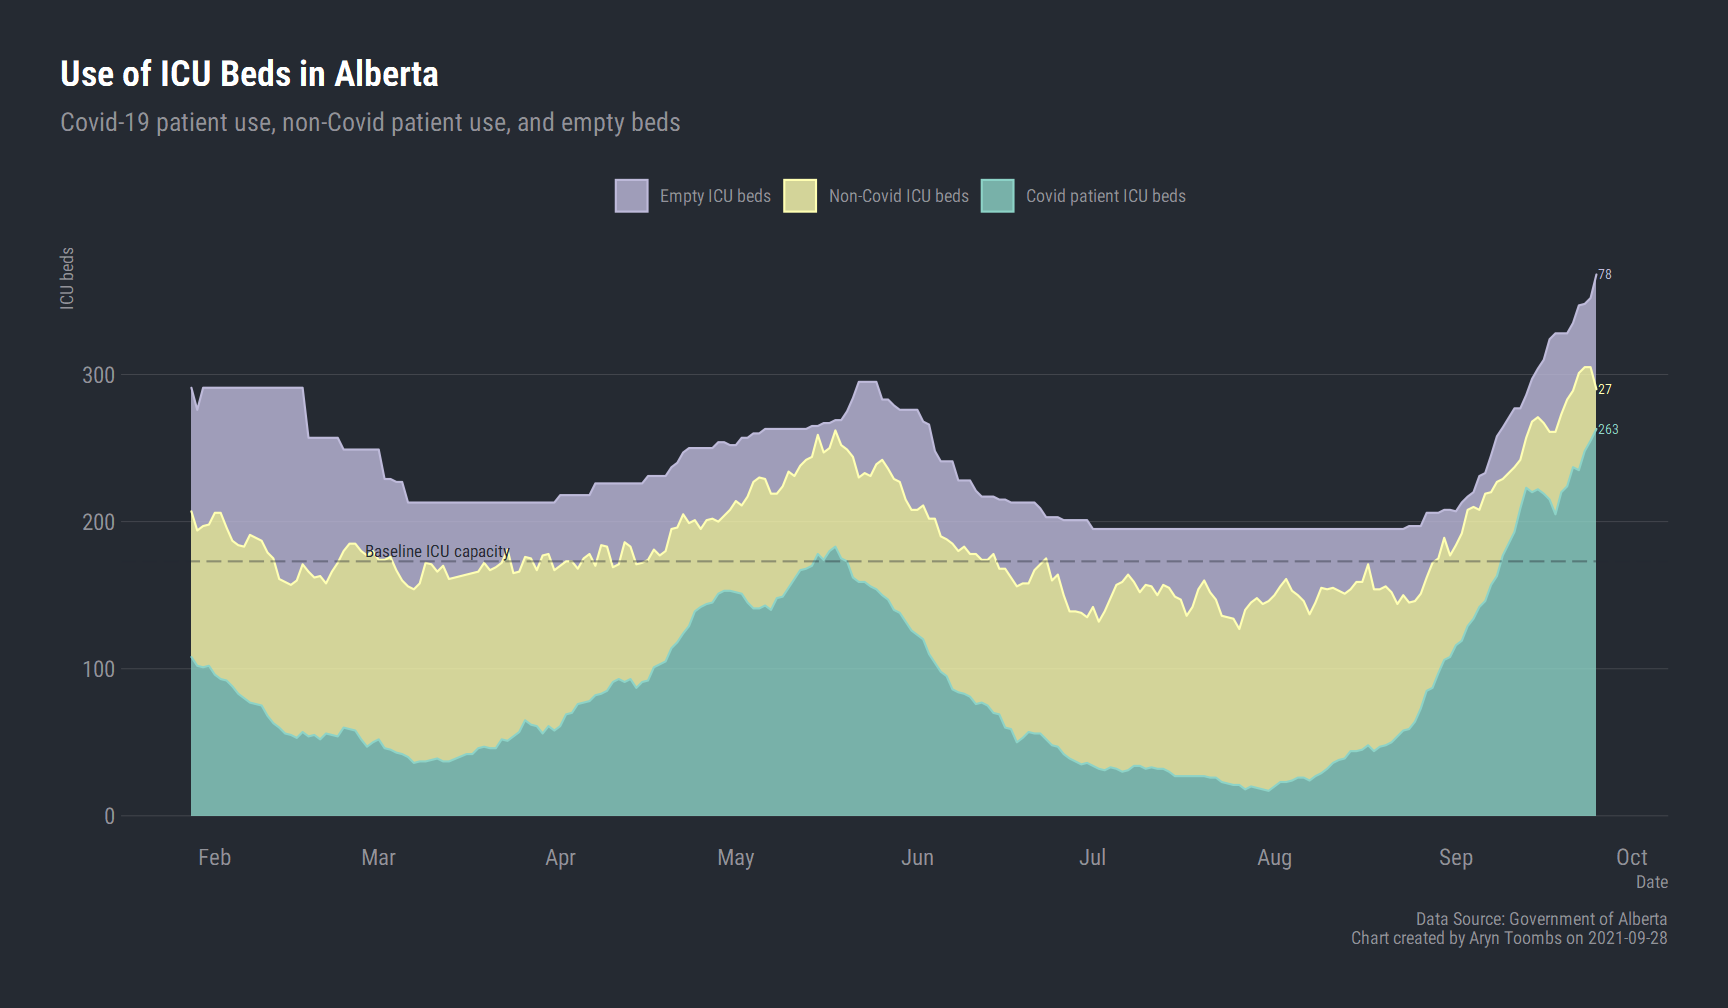 Use of ICU Beds in Alberta
Covid-19 patient use, non-Covid patient use, and empty beds
Empty ICU beds Non-Covid ICU beds Covid patient ICU beds
ICU beds
78
300
27
263
200
Baseline ICU capacity
100
0
Feb Mar Apr May Jun Jul Aug Sep Oct
Date
Data Source: Government of Alberta
Chart created by Aryn Toombs on 2021-09-28